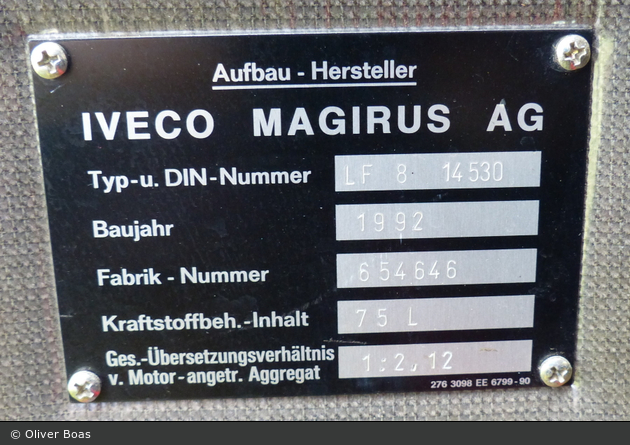 Aufbau - Hersteller
IVECO MAGIRUS AG
Typ-u. DIN-Nummer LF 8 14530
Baujahr 1992
Fabrik - Nummer 654646
Kraftstoffbeh.-Inhalt 75 L
Ges.-Übersetzungsverhältnis
v. Motor-angetr. Aggregat 1:2,12
276 3098 EE 6799-90
© Oliver Boas